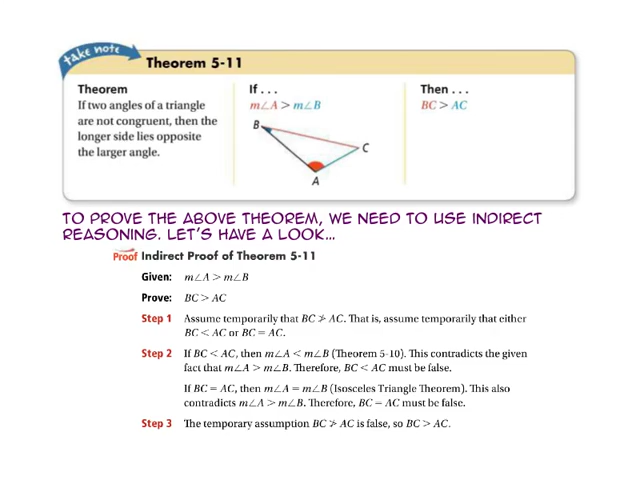 take note
Theorem 5-11
Theorem
If two angles of a triangle
are not congruent, then the
longer side lies opposite
the larger angle.
If . . .
m∠A > m∠B
B
C
A
Then . . .
BC > AC
TO PROVE THE ABOVE THEOREM, WE NEED TO USE INDIRECT
REASONING. LET'S HAVE A LOOK...
Proof Indirect Proof of Theorem 5-11
Given: m∠A > m∠B
Prove: BC > AC
Step 1 Assume temporarily that BC ≯ AC. That is, assume temporarily that either
BC < AC or BC = AC.
Step 2 If BC < AC, then m∠A < m∠B (Theorem 5-10). This contradicts the given
fact that m∠A > m∠B. Therefore, BC < AC must be false.
If BC = AC, then m∠A = m∠B (Isosceles Triangle Theorem). This also
contradicts m∠A > m∠B. Therefore, BC = AC must be false.
Step 3 The temporary assumption BC ≯ AC is false, so BC > AC.